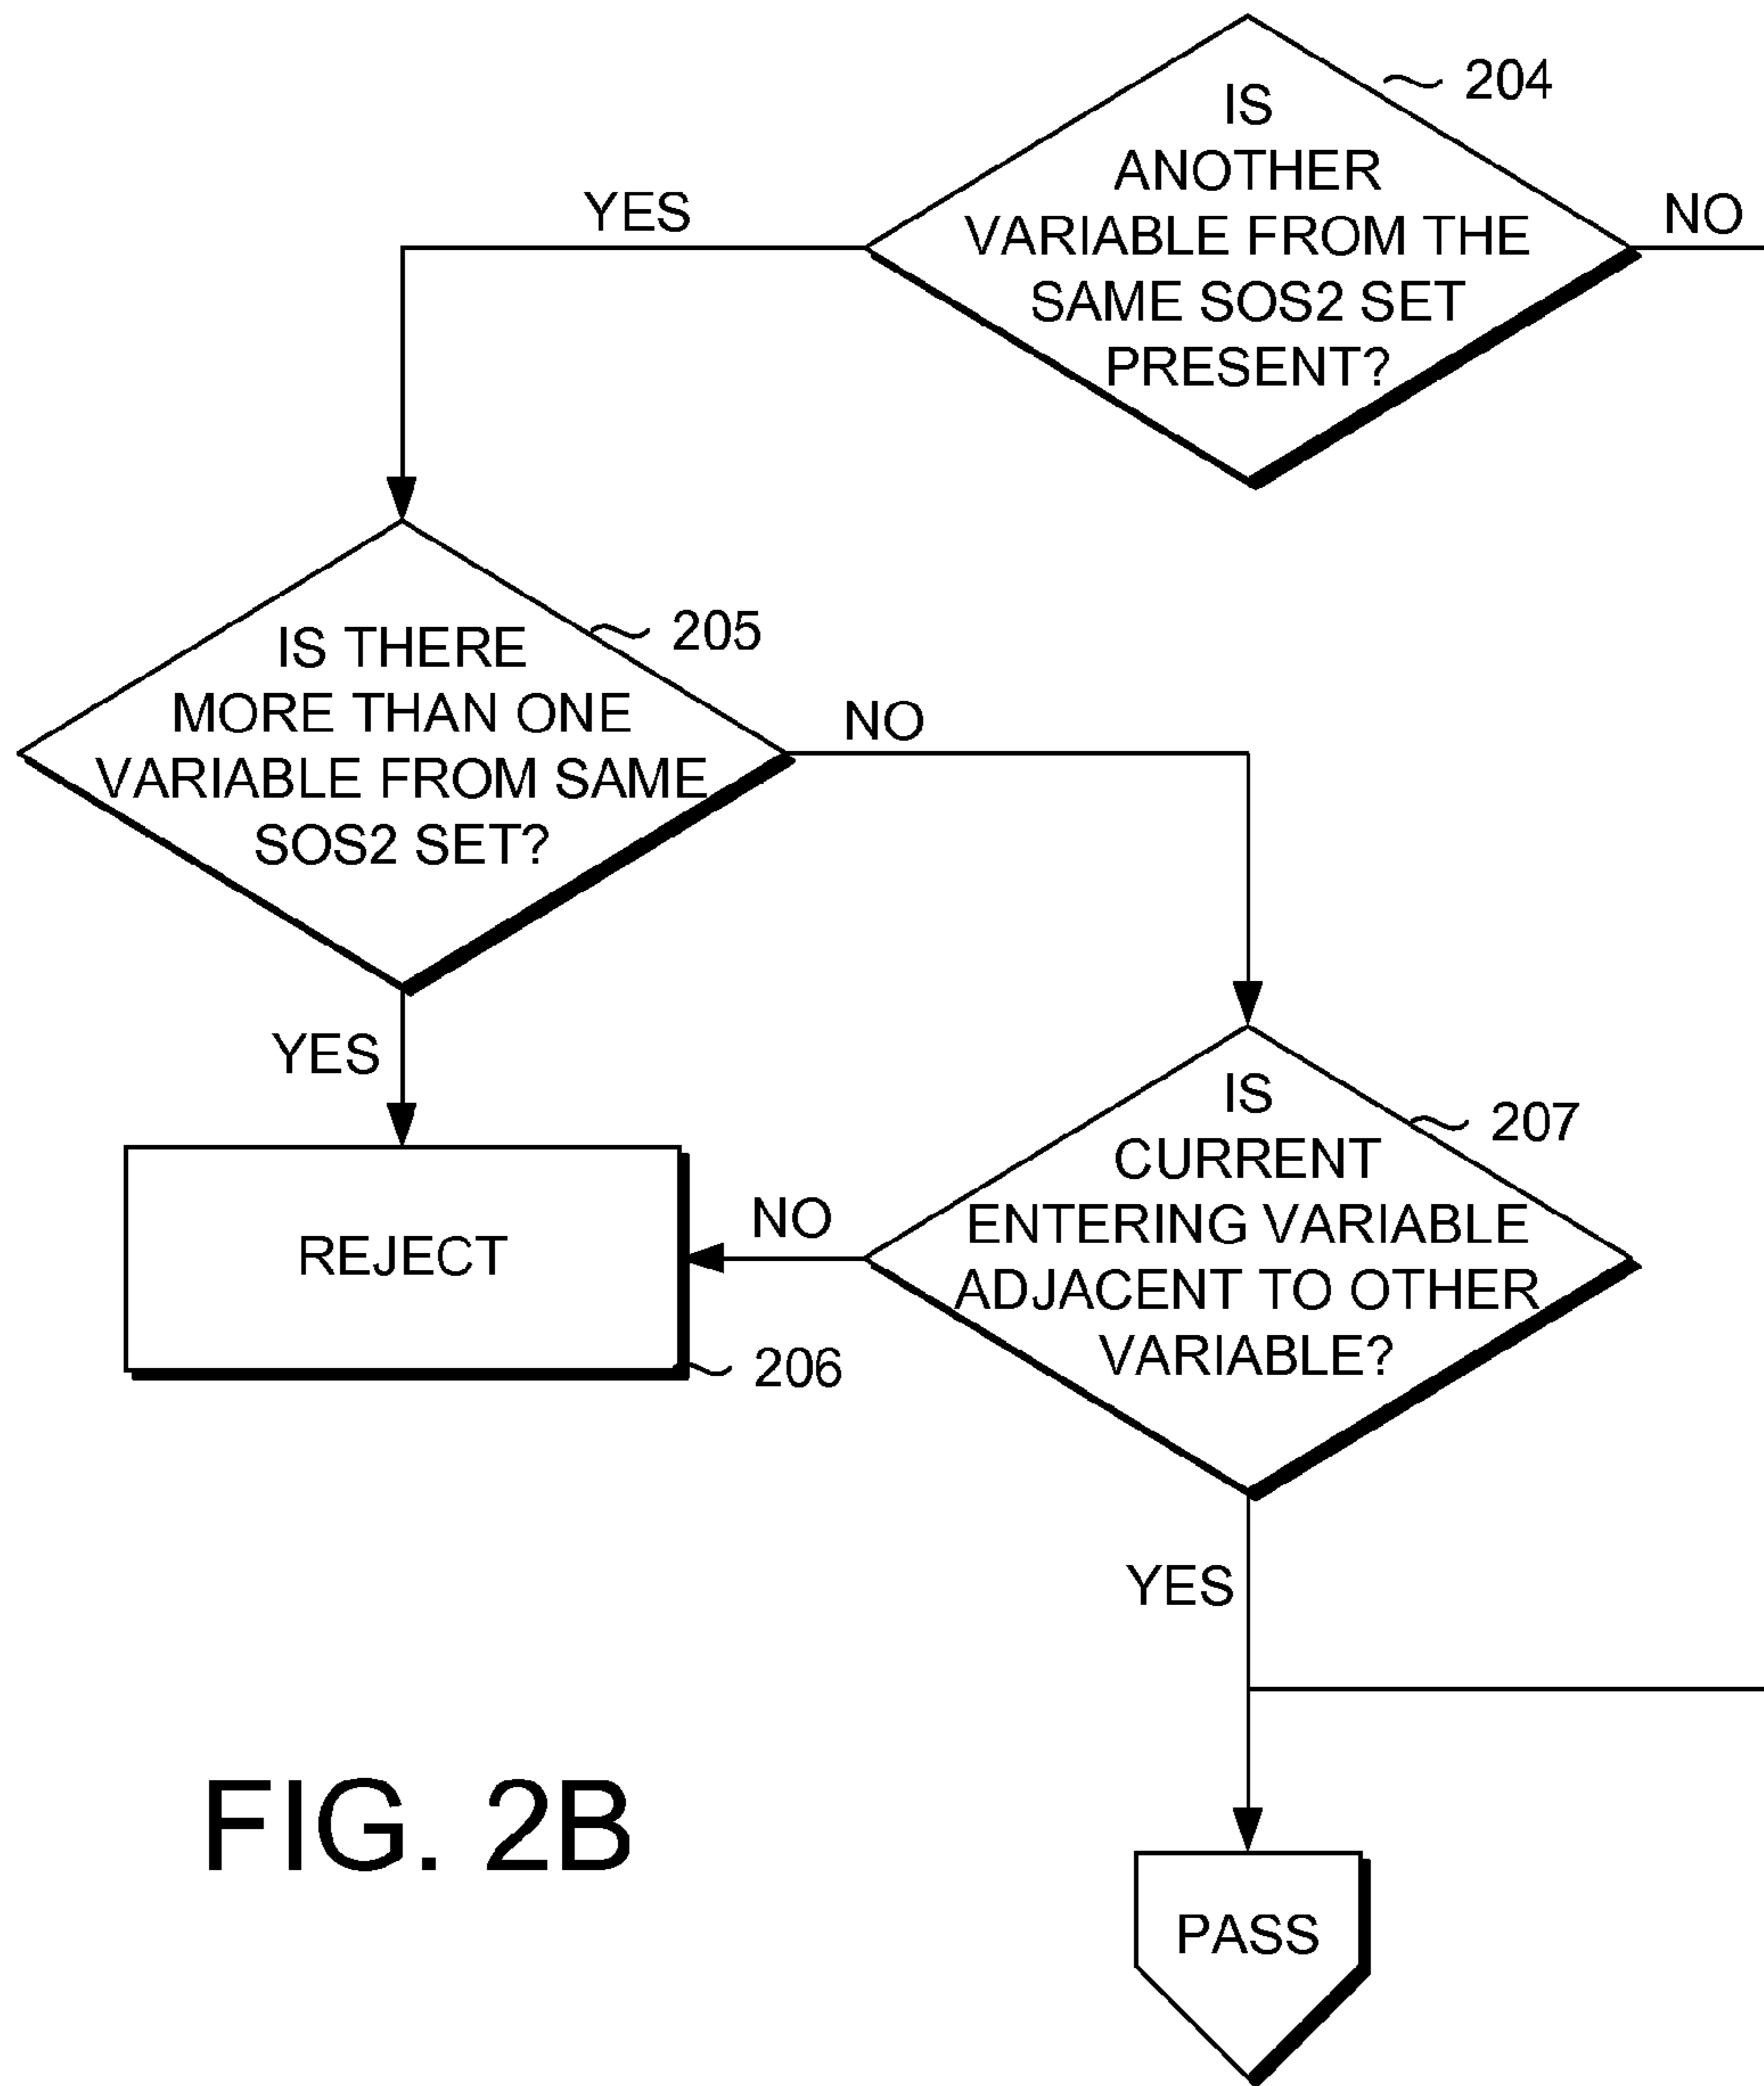 204
IS
ANOTHER
VARIABLE FROM THE
SAME SOS2 SET
PRESENT?
YES
NO
205
IS THERE
MORE THAN ONE
VARIABLE FROM SAME
SOS2 SET?
NO
YES
207
IS
CURRENT
ENTERING VARIABLE
ADJACENT TO OTHER
VARIABLE?
NO
REJECT
206
YES
FIG. 2B
PASS